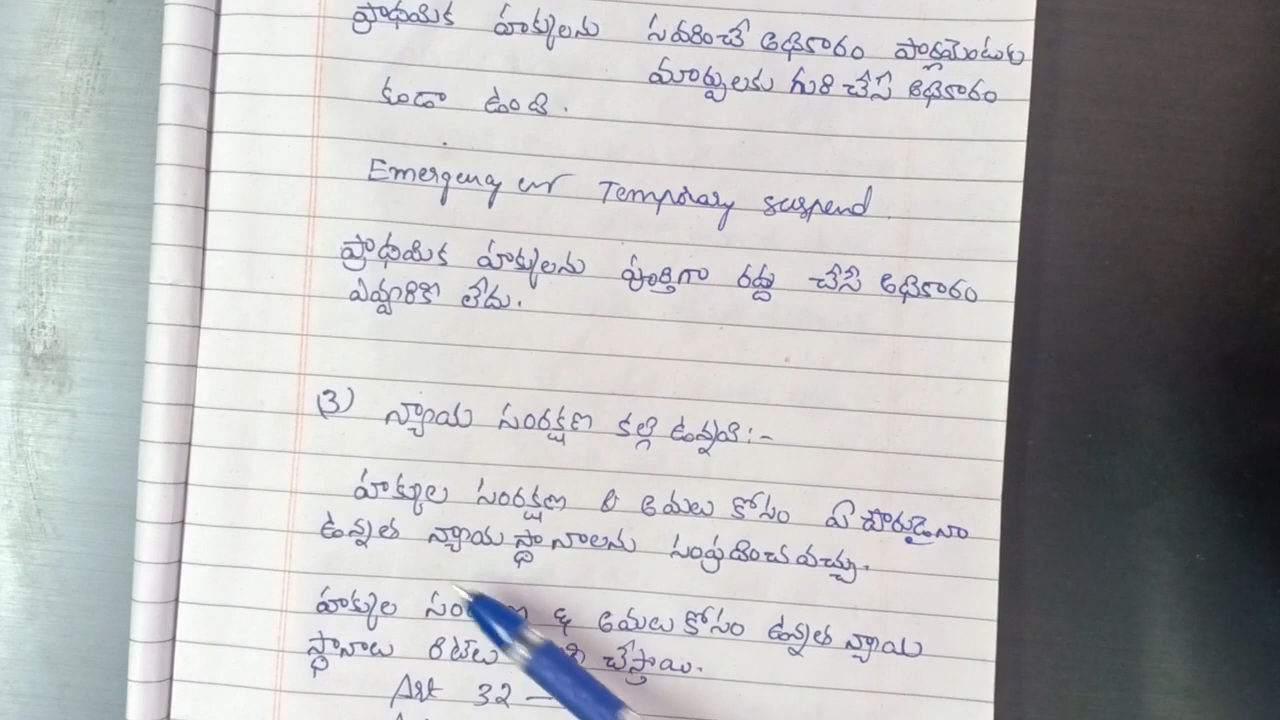 ప్రాథమిక హక్కులను సవరించే అధికారం పార్లమెంటుకు
మార్పులకు గురి చేసే అధికారం
కూడా ఉంది.
Emergency లో Temporary suspend
ప్రాథమిక హక్కులను పూర్తిగా రద్దు చేసే అధికారం
ఎవ్వరికి లేదు.
3) న్యాయ సంరక్షణ కల్గి ఉన్నవి:-
హక్కుల సంరక్షణ & అమలు కోసం ఏ పౌరుడైనా
ఉన్నత న్యాయ స్థానాలను సంప్రదించవచ్చు.
హక్కుల & అమలు కోసం ఉన్నత న్యాయ
స్థానాలు రిట్‌లు చేస్తాయి.
Art 32 —